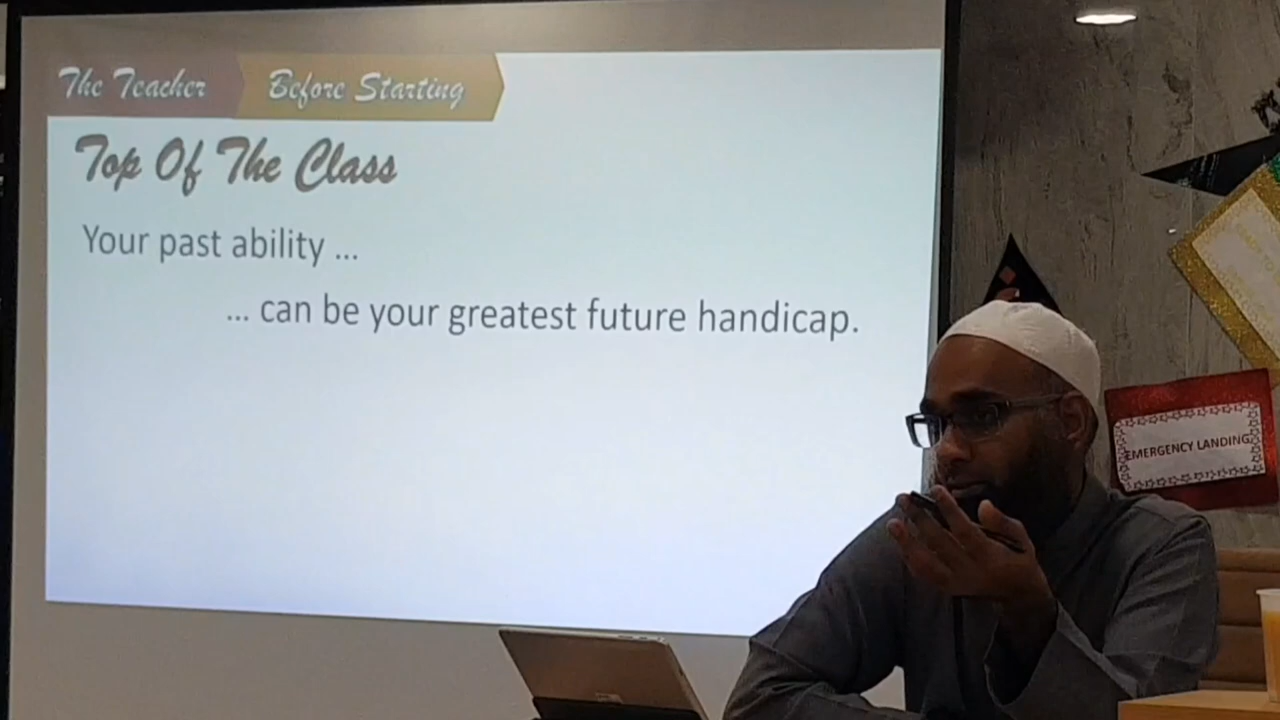 The Teacher
Before Starting
Top Of The Class
Your past ability ...
... can be your greatest future handicap.
EMERGENCY LANDING